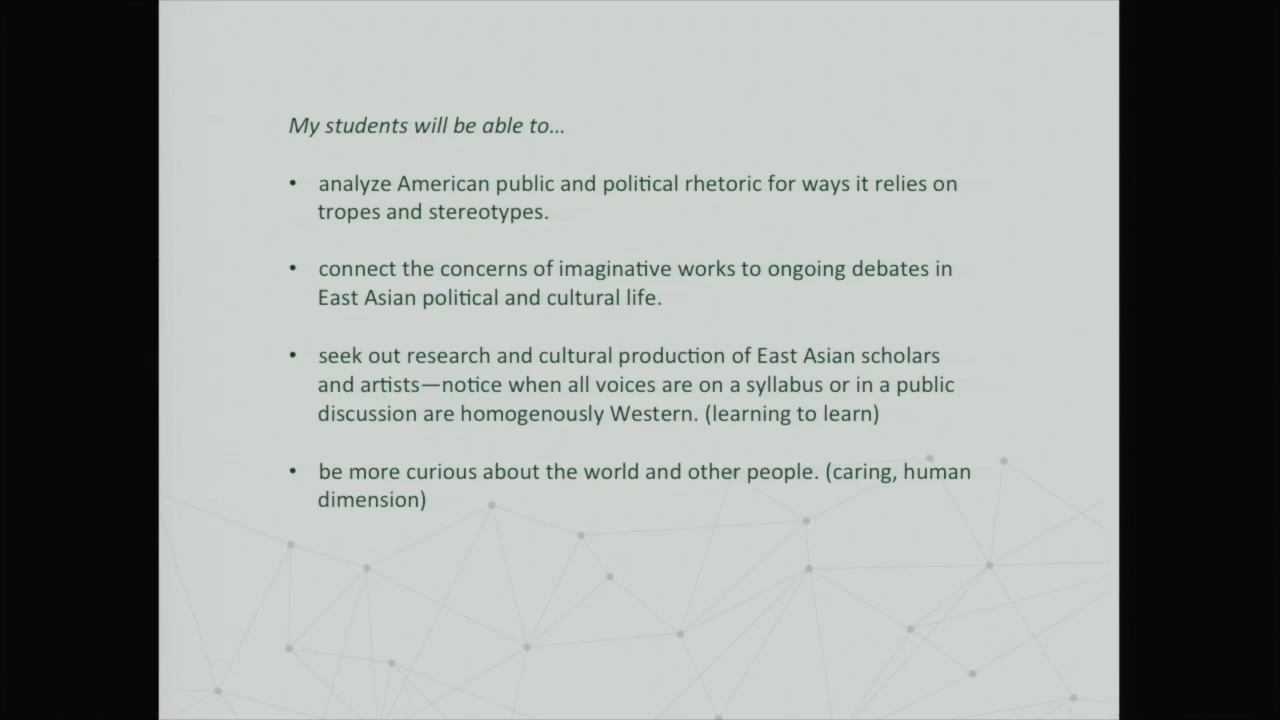 My students will be able to…
• analyze American public and political rhetoric for ways it relies on
tropes and stereotypes.
• connect the concerns of imaginative works to ongoing debates in
East Asian political and cultural life.
• seek out research and cultural production of East Asian scholars
and artists—notice when all voices are on a syllabus or in a public
discussion are homogenously Western. (learning to learn)
• be more curious about the world and other people. (caring, human
dimension)